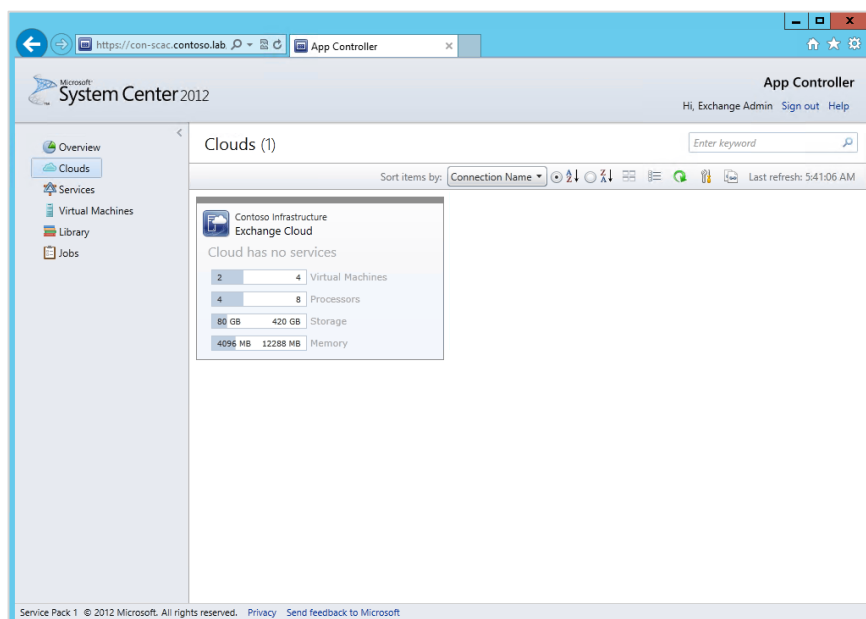 https://con-scac.contoso.lab
App Controller
Microsoft
System Center 2012
App Controller
Hi, Exchange Admin Sign out Help
Overview
Clouds
Services
Virtual Machines
Library
Jobs
Clouds (1)
Enter keyword
Sort items by: Connection Name A Z Z A Last refresh: 5:41:06 AM
Contoso Infrastructure
Exchange Cloud
Cloud has no services
2 4 Virtual Machines
4 8 Processors
80 GB 420 GB Storage
4096 MB 12288 MB Memory
Service Pack 1 © 2012 Microsoft. All rights reserved. Privacy Send feedback to Microsoft